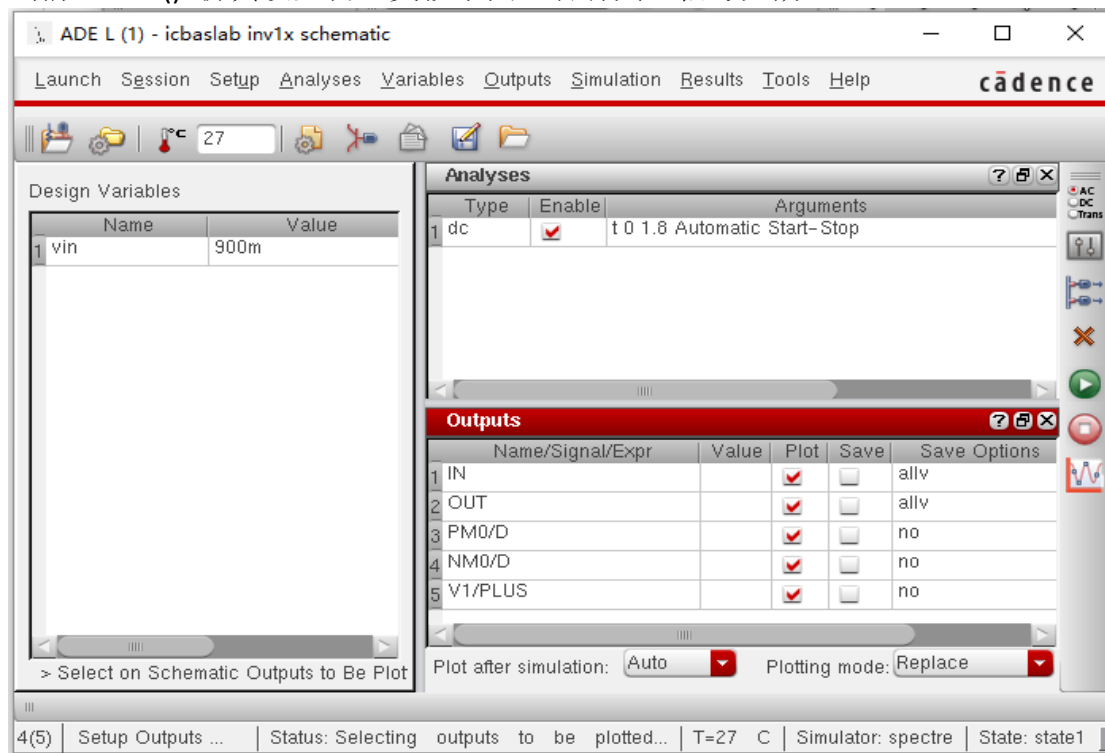 ADE L (1) - icbaslab inv1x schematic
Launch Session Setup Analyses Variables Outputs Simulation Results Tools Help cādence
°C 27
Design Variables
Name Value
1 vin 900m
> Select on Schematic Outputs to Be Plot
Analyses
Type Enable Arguments
1 dc t 0 1.8 Automatic Start-Stop
Outputs
Name/Signal/Expr Value Plot Save Save Options
1 IN allv
2 OUT allv
3 PM0/D no
4 NM0/D no
5 V1/PLUS no
Plot after simulation: Auto Plotting mode: Replace
AC
DC
Trans
4(5) Setup Outputs ... Status: Selecting outputs to be plotted... T=27 C Simulator: spectre State: state1